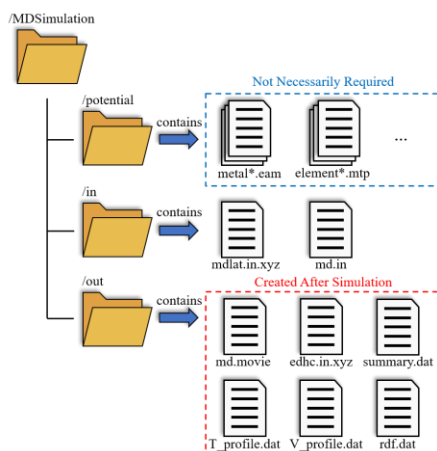 /MDSimulation
Not Necessarily Required
/potential
contains
...
metal*.eam
element*.mtp
/in
contains
mdlat.in.xyz
md.in
/out
Created After Simulation
contains
md.movie
edhc.in.xyz
summary.dat
T_profile.dat
V_profile.dat
rdf.dat